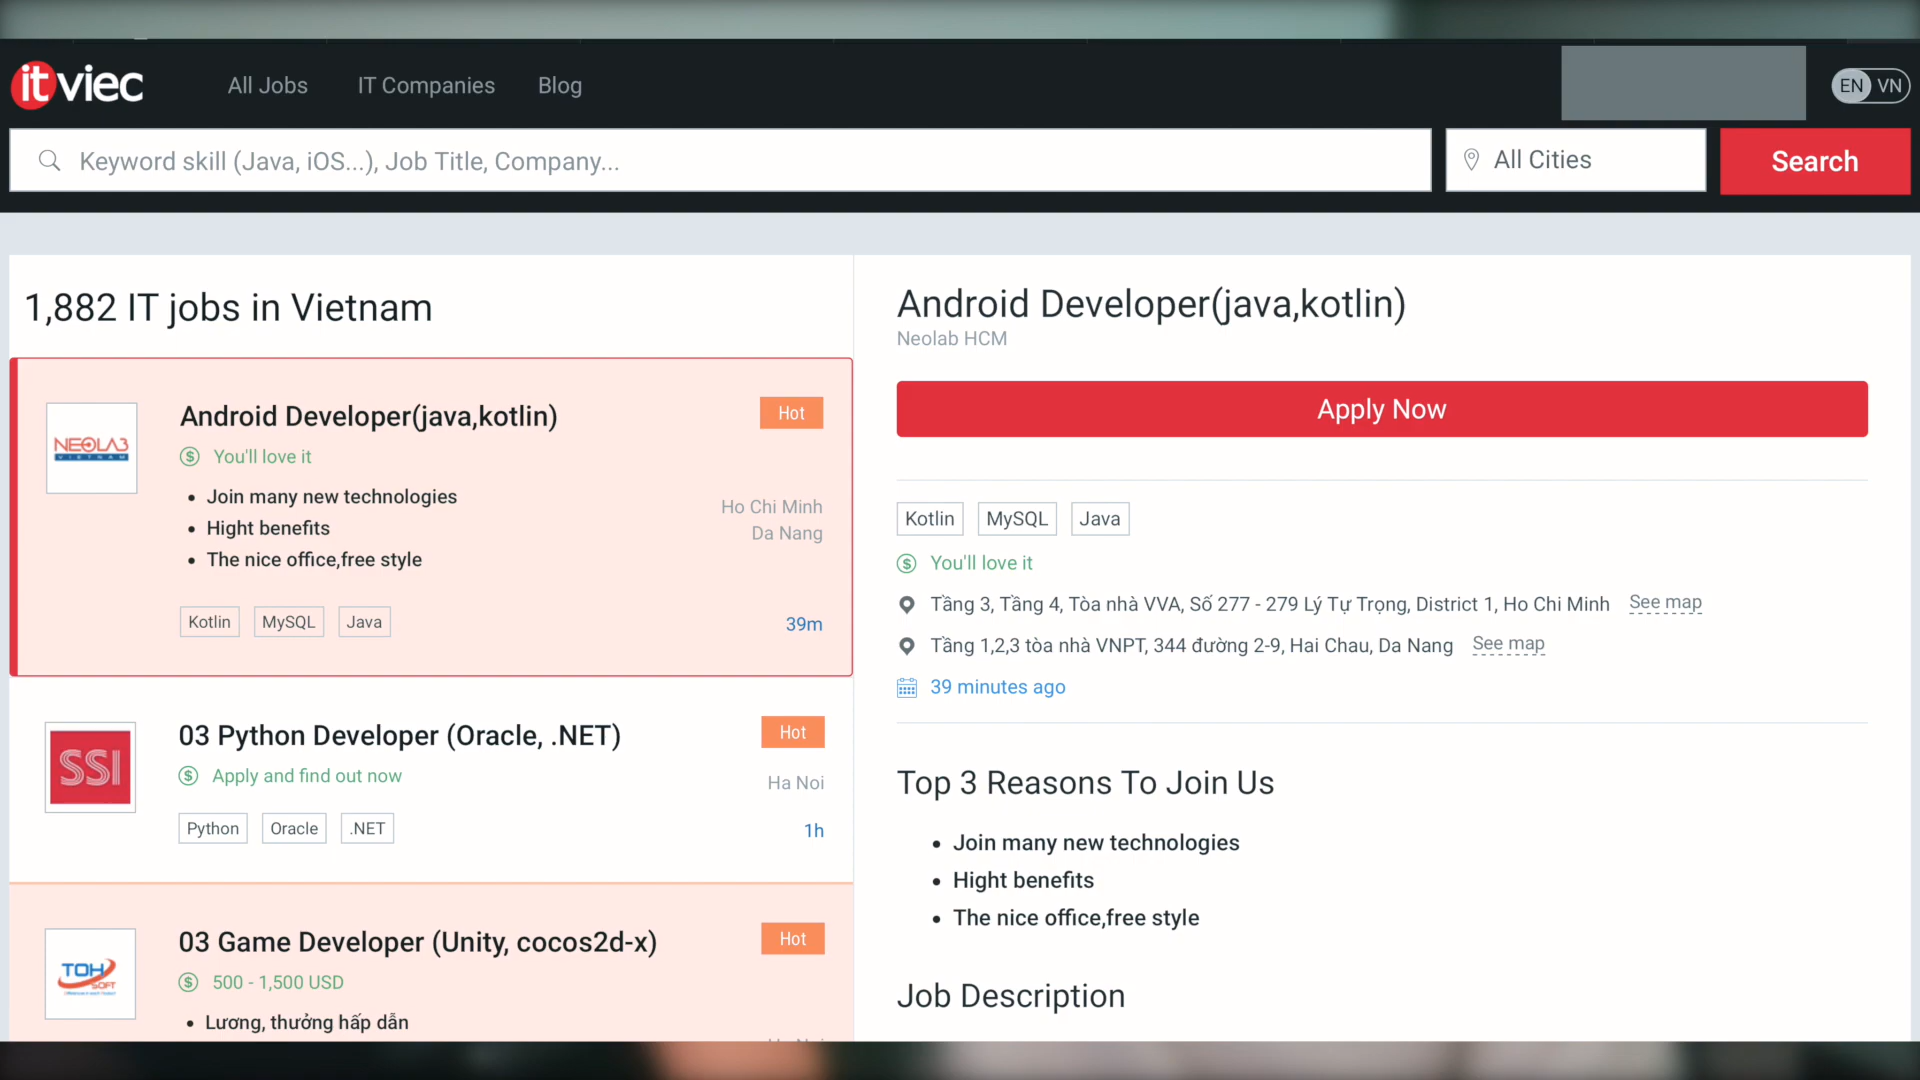 itviec
All Jobs
IT Companies
Blog
EN VN
Keyword skill (Java, iOS...), Job Title, Company...
All Cities
Search
1,882 IT jobs in Vietnam
NEOLA3
VIETNAM
Android Developer(java,kotlin)
Hot
You'll love it
Join many new technologies
Hight benefits
The nice office,free style
Ho Chi Minh
Da Nang
Kotlin
MySQL
Java
39m
SSI
03 Python Developer (Oracle, .NET)
Hot
Apply and find out now
Ha Noi
Python
Oracle
.NET
1h
TOH
SOFT
03 Game Developer (Unity, cocos2d-x)
Hot
500 - 1,500 USD
Lương, thưởng hấp dẫn
Android Developer(java,kotlin)
Neolab HCM
Apply Now
Kotlin
MySQL
Java
You'll love it
Tầng 3, Tầng 4, Tòa nhà VVA, Số 277 - 279 Lý Tự Trọng, District 1, Ho Chi Minh See map
Tầng 1,2,3 tòa nhà VNPT, 344 đường 2-9, Hai Chau, Da Nang See map
39 minutes ago
Top 3 Reasons To Join Us
Join many new technologies
Hight benefits
The nice office,free style
Job Description